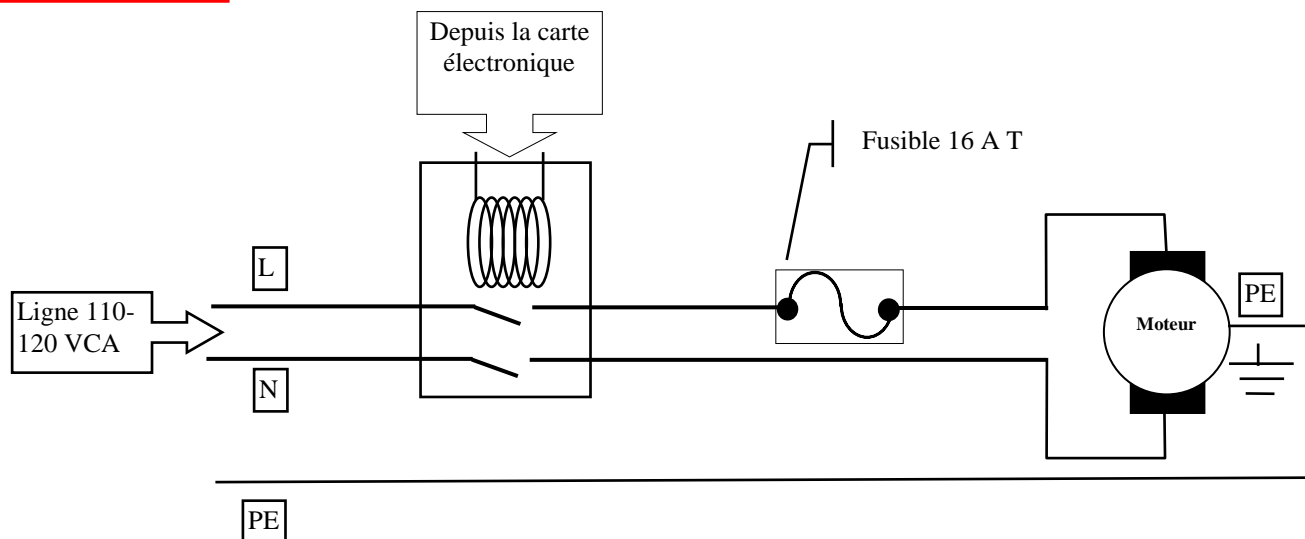 Depuis la carte
électronique
Fusible 16 A T
L
Ligne 110-
120 VCA
PE
Moteur
N
PE